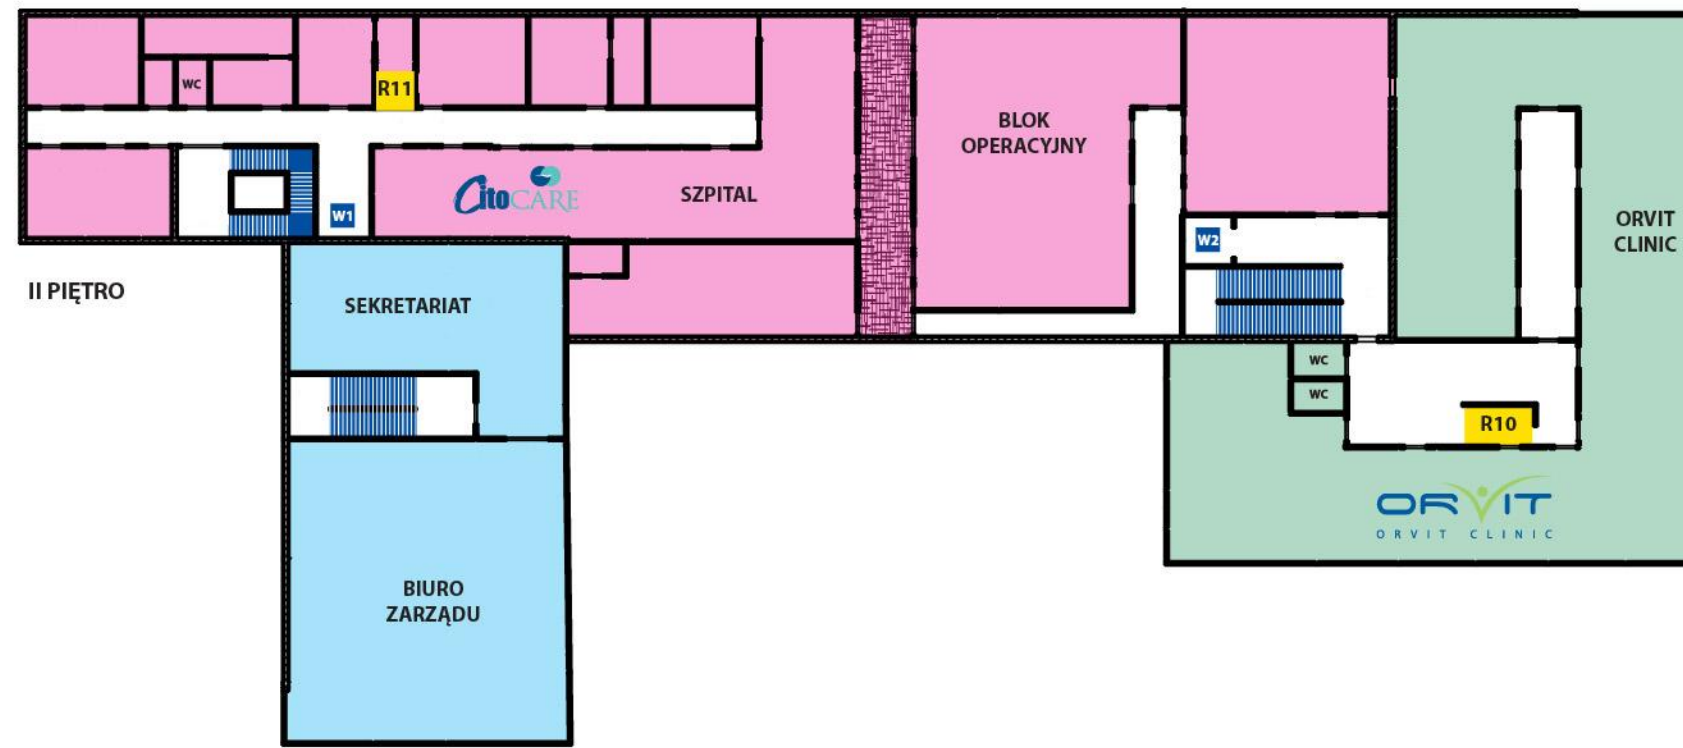 WC
R11
BLOK
OPERACYJNY
CitoCARE
SZPITAL
W1
W2
ORVIT
CLINIC
II PIĘTRO
SEKRETARIAT
WC
WC
R10
ORVIT
ORVIT CLINIC
BIURO
ZARZĄDU